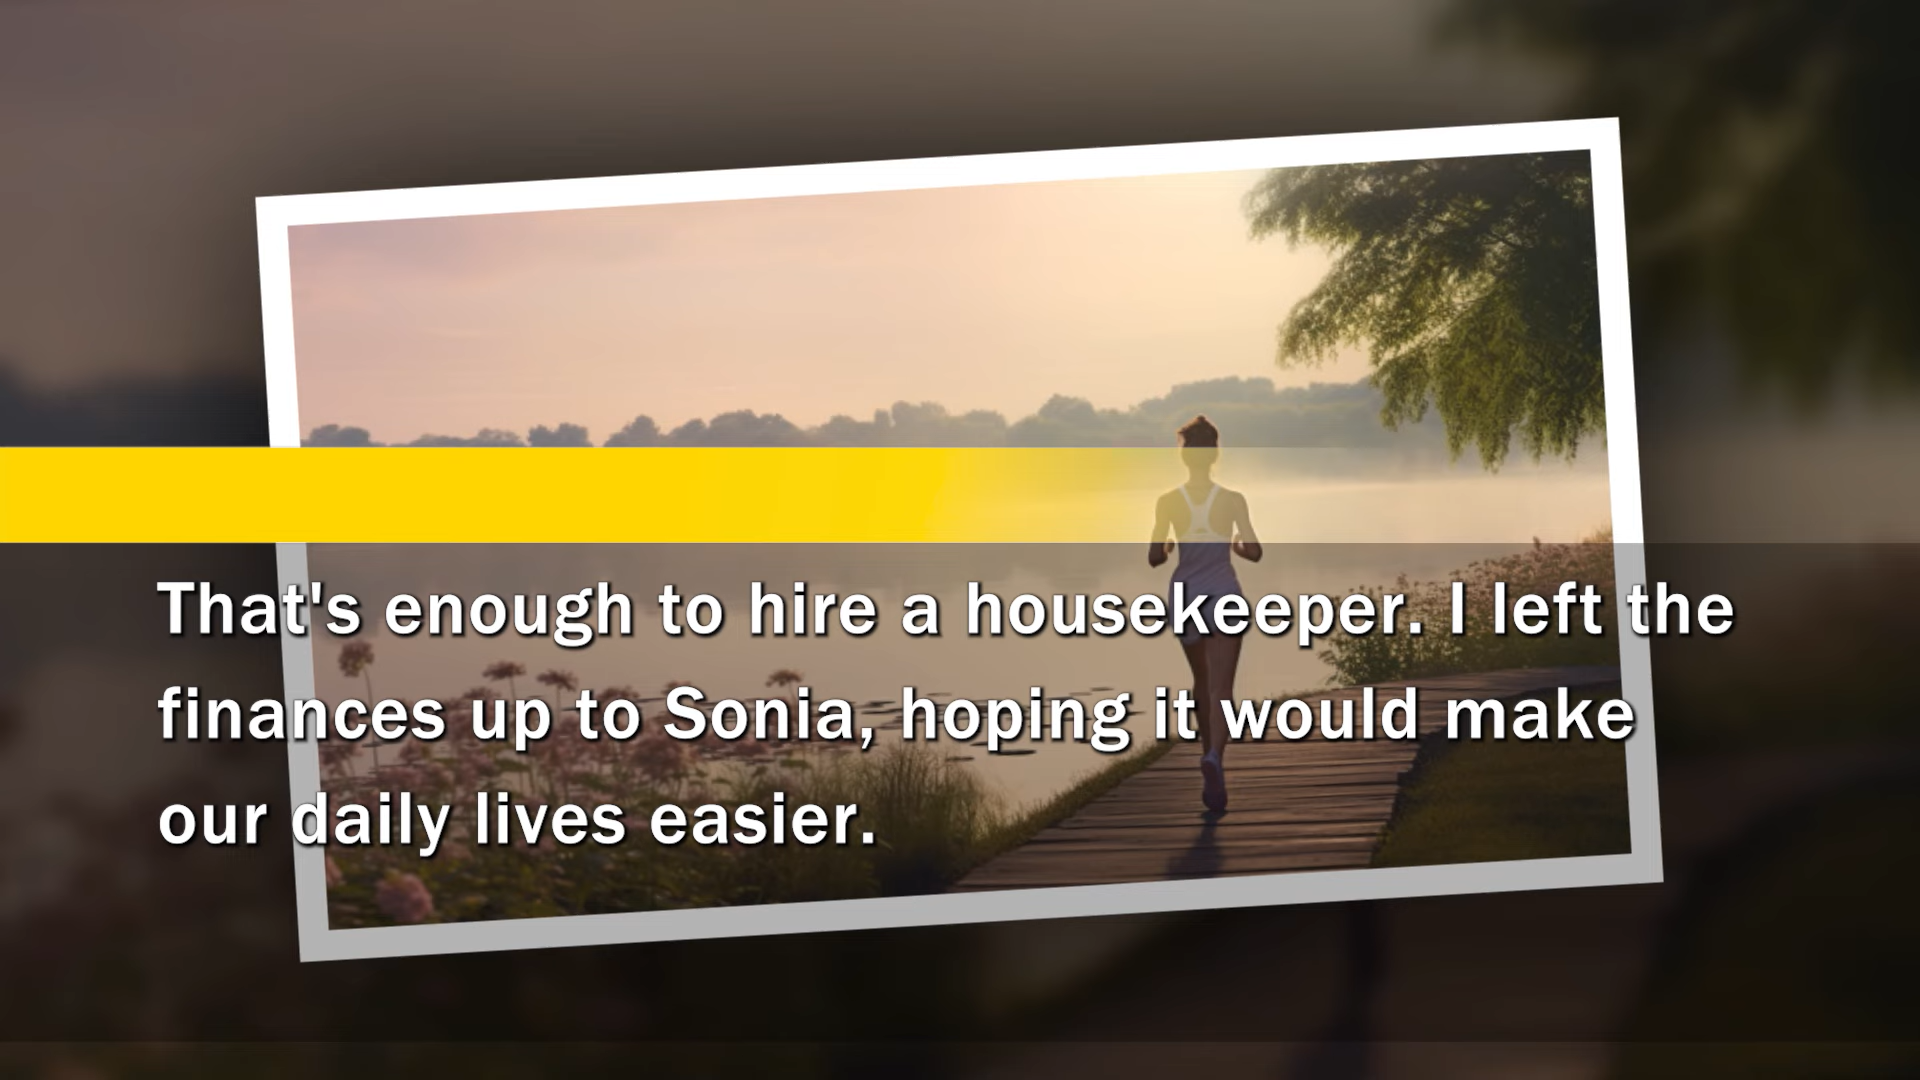 That's enough to hire a housekeeper. I left the
finances up to Sonia, hoping it would make
our daily lives easier.